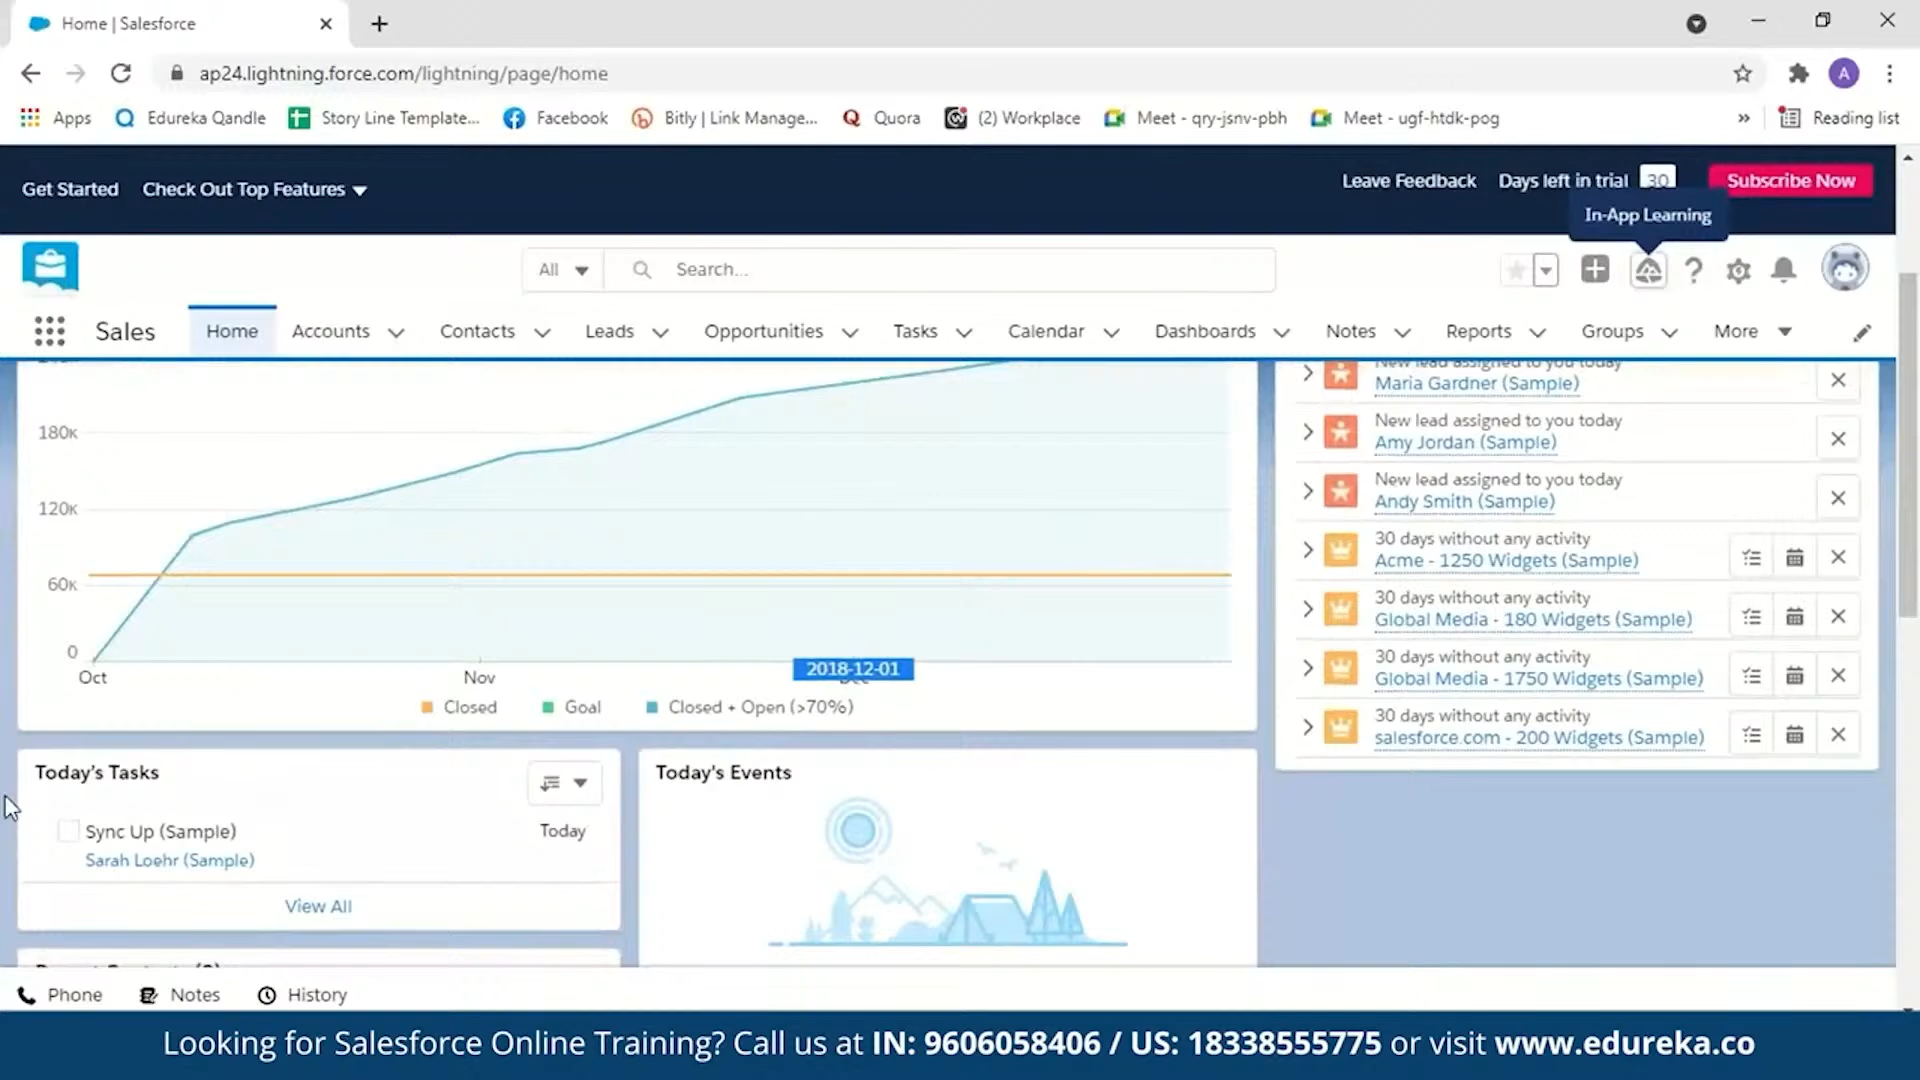 Home | Salesforce
ap24.lightning.force.com/lightning/page/home
A
Apps
Edureka Qandle
Story Line Template...
Facebook
Bitly | Link Manage...
Quora
(2) Workplace
Meet - qry-jsnv-pbh
Meet - ugf-htdk-pog
»
Reading list
Get Started
Check Out Top Features
Leave Feedback
Days left in trial
30
Subscribe Now
In-App Learning
All
Search...
Sales
Home
Accounts
Contacts
Leads
Opportunities
Tasks
Calendar
Dashboards
Notes
Reports
Groups
More
180K
120K
60K
0
Oct
Nov
2018-12-01
Closed
Goal
Closed + Open (>70%)
New lead assigned to you today
Maria Gardner (Sample)
New lead assigned to you today
Amy Jordan (Sample)
New lead assigned to you today
Andy Smith (Sample)
30 days without any activity
Acme - 1250 Widgets (Sample)
30 days without any activity
Global Media - 180 Widgets (Sample)
30 days without any activity
Global Media - 1750 Widgets (Sample)
30 days without any activity
salesforce.com - 200 Widgets (Sample)
Today's Tasks
Sync Up (Sample)
Today
Sarah Loehr (Sample)
View All
Today's Events
Phone
Notes
History
Looking for Salesforce Online Training? Call us at IN: 9606058406 / US: 18338555775 or visit www.edureka.co